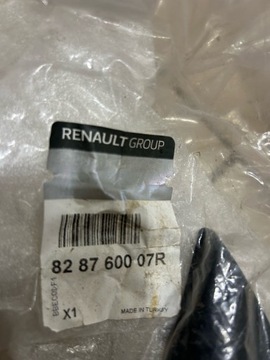 RENAULT GROUP
82 87 600 07R
X1
MADE IN TURKEY